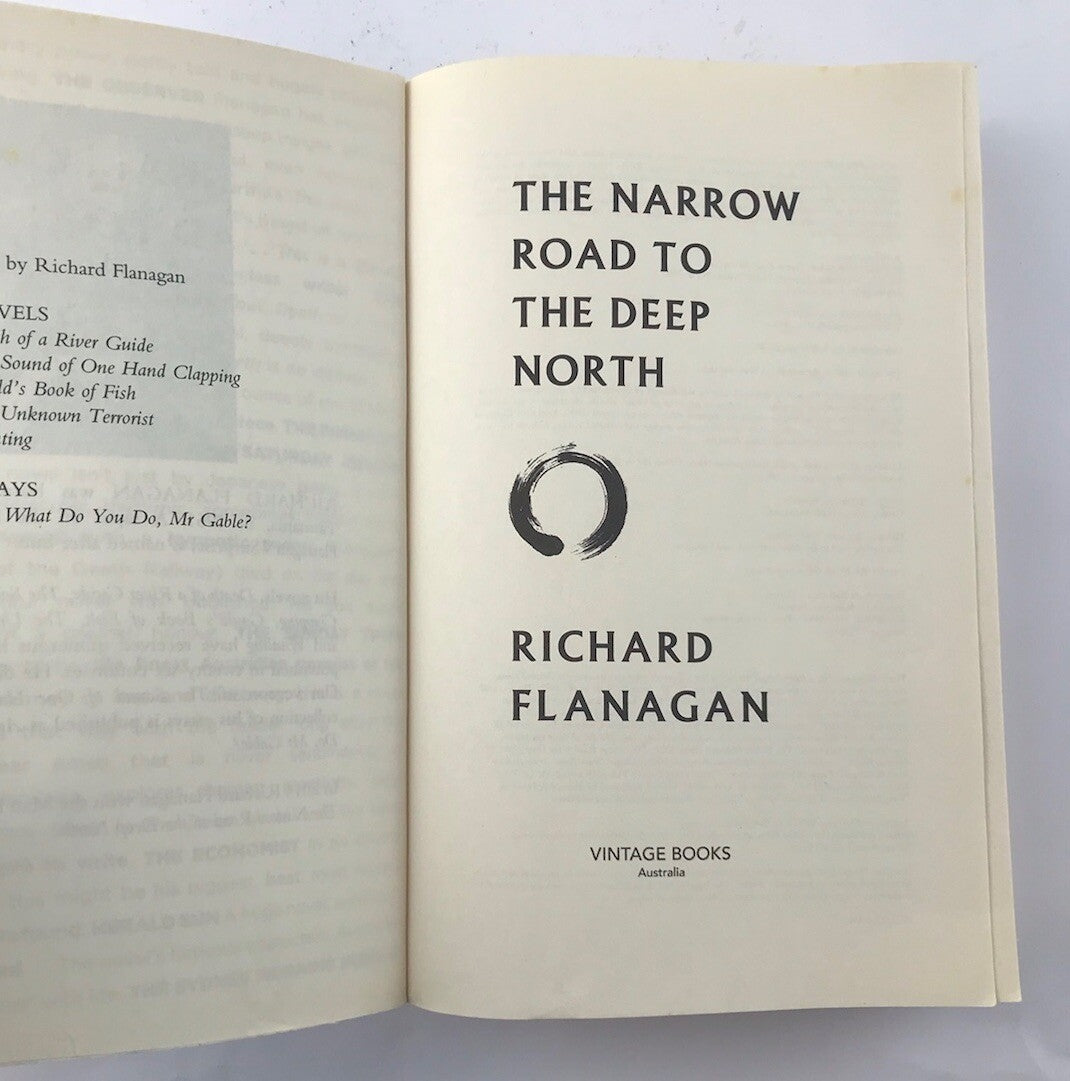 by Richard Flanagan
VELS
h of a River Guide
Sound of One Hand Clapping
ld's Book of Fish
Unknown Terrorist
ting
AYS
What Do You Do, Mr Gable?
THE NARROW
ROAD TO
THE DEEP
NORTH
RICHARD
FLANAGAN
VINTAGE BOOKS
Australia